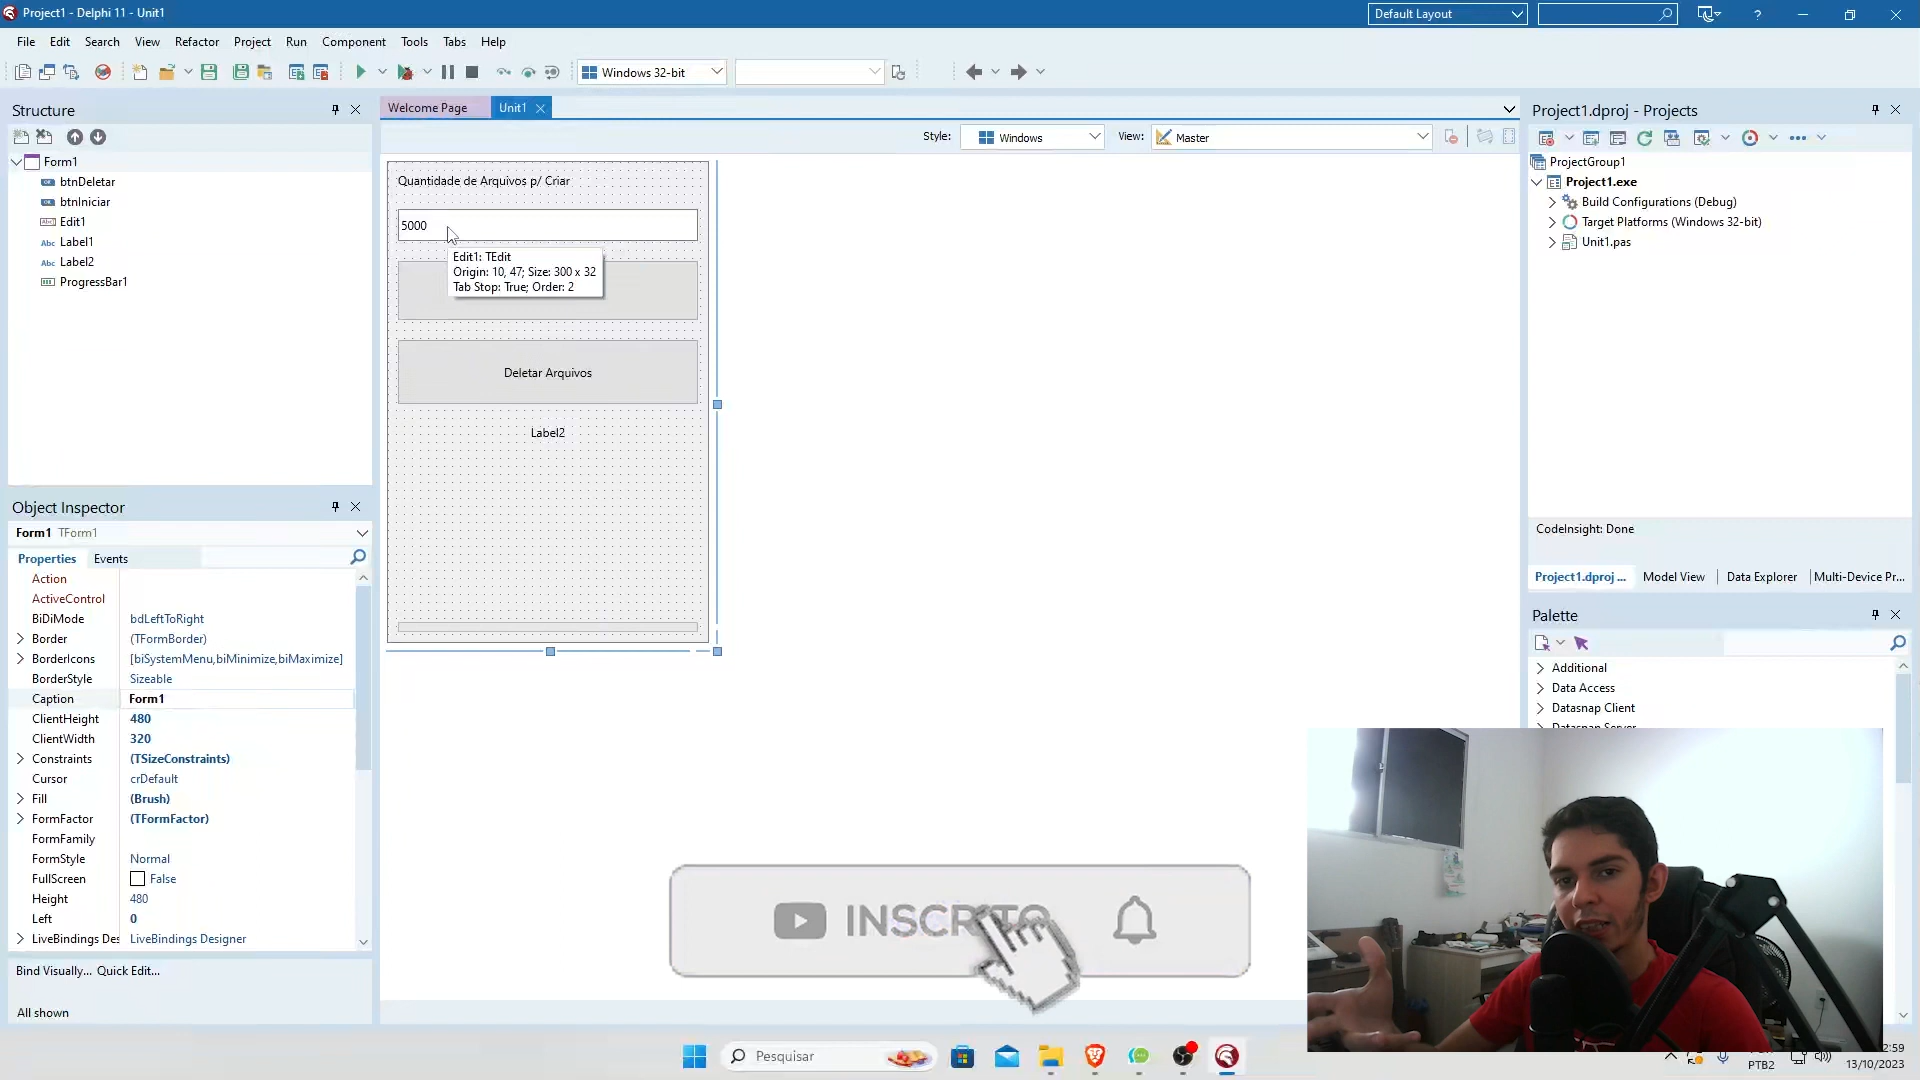 Project1 - Delphi 11 - Unit1
Default Layout
File Edit Search View Refactor Project Run Component Tools Tabs Help
Windows 32-bit
Structure
Form1
btnDeletar
btnIniciar
Edit1
Label1
Label2
ProgressBar1
Welcome Page
Unit1
Style:
Windows
View:
Master
Quantidade de Arquivos p/ Criar
5000
Edit1: TEdit
Origin: 10, 47; Size: 300 x 32
Tab Stop: True; Order: 2
Deletar Arquivos
Label2
Object Inspector
Form1 TForm1
Properties Events
Action
ActiveControl
BiDiMode bdLeftToRight
Border (TFormBorder)
BorderIcons [biSystemMenu,biMinimize,biMaximize]
BorderStyle Sizeable
Caption Form1
ClientHeight 480
ClientWidth 320
Constraints (TSizeConstraints)
Cursor crDefault
Fill (Brush)
FormFactor (TFormFactor)
FormFamily
FormStyle Normal
FullScreen False
Height 480
Left 0
LiveBindings Des LiveBindings Designer
Bind Visually... Quick Edit...
All shown
Project1.dproj - Projects
ProjectGroup1
Project1.exe
Build Configurations (Debug)
Target Platforms (Windows 32-bit)
Unit1.pas
CodeInsight: Done
Project1.dproj ... Model View Data Explorer Multi-Device Pr...
Palette
Additional
Data Access
Datasnap Client
Datasnap Server
INSCRITO
Pesquisar
PTB2
:59
13/10/2023